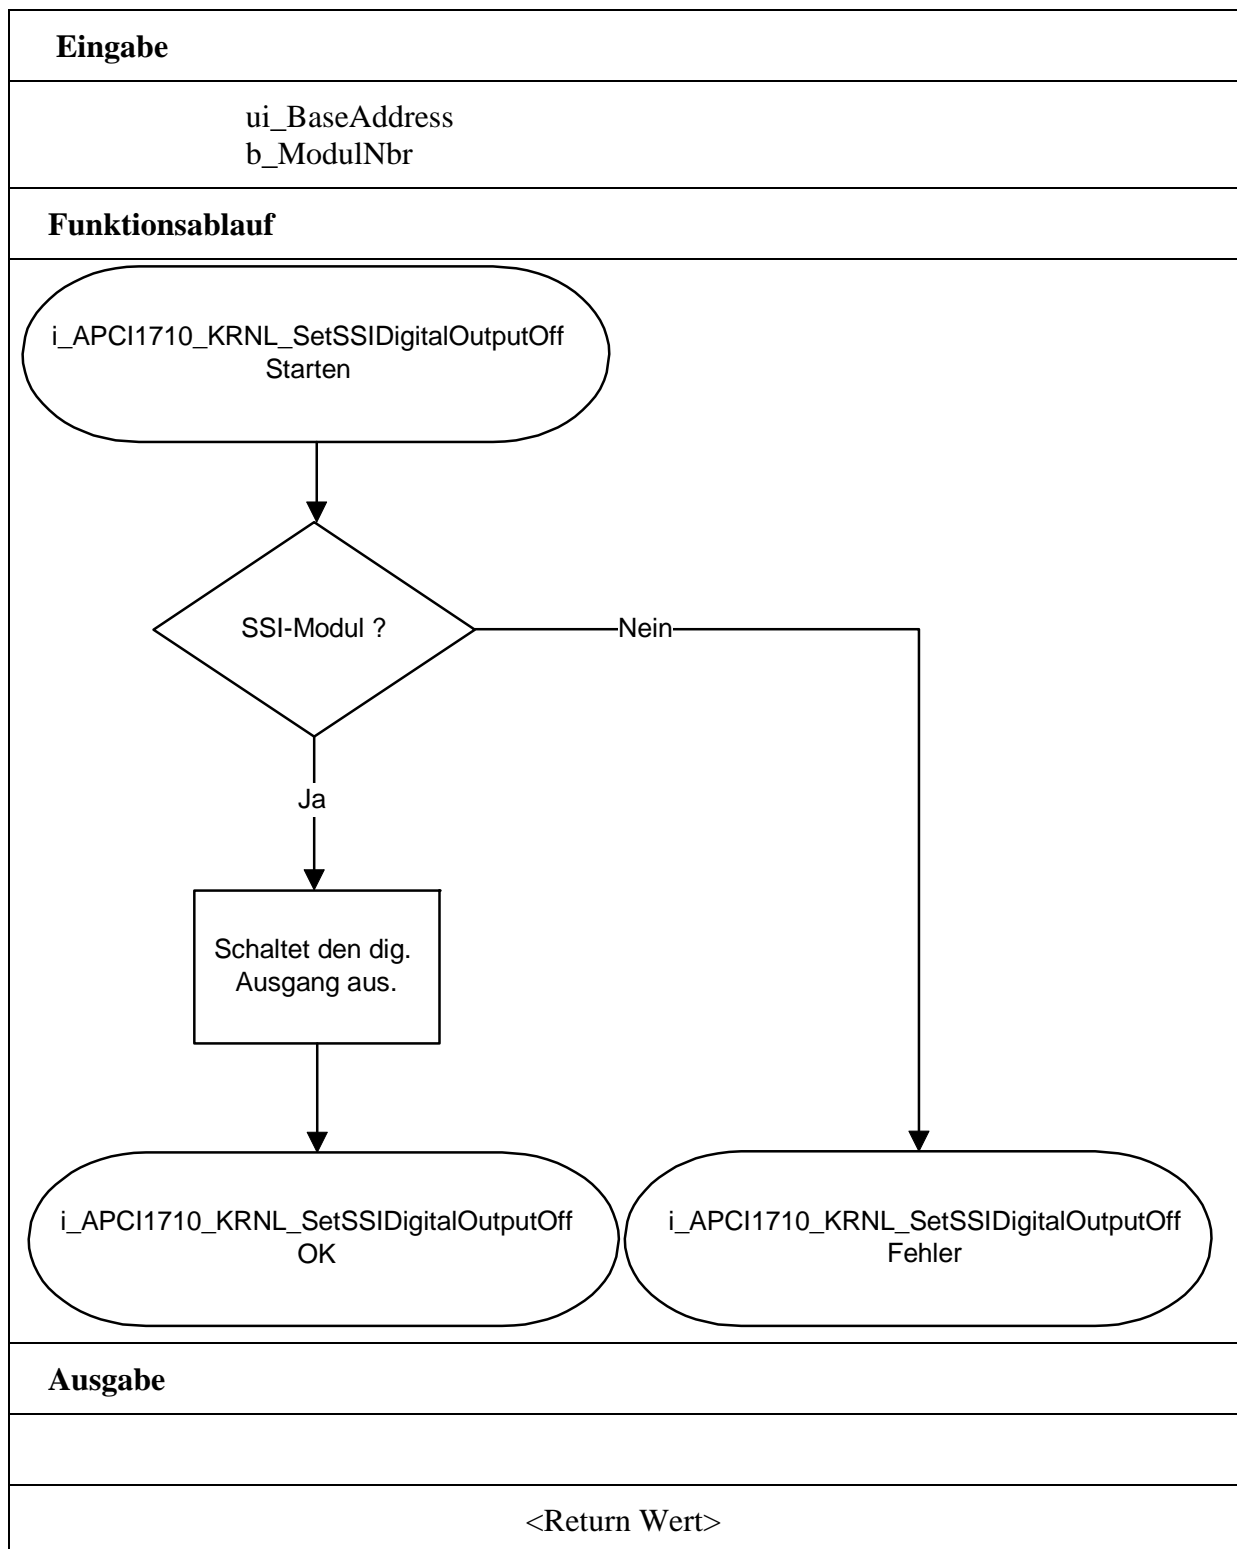 Eingabe
ui_BaseAddress
b_ModulNbr
Funktionsablauf
i_APCI1710_KRNL_SetSSIDigitalOutputOff
Starten
SSI-Modul ?
Nein
Ja
Schaltet den dig.
Ausgang aus.
i_APCI1710_KRNL_SetSSIDigitalOutputOff
OK
i_APCI1710_KRNL_SetSSIDigitalOutputOff
Fehler
Ausgabe
<Return Wert>